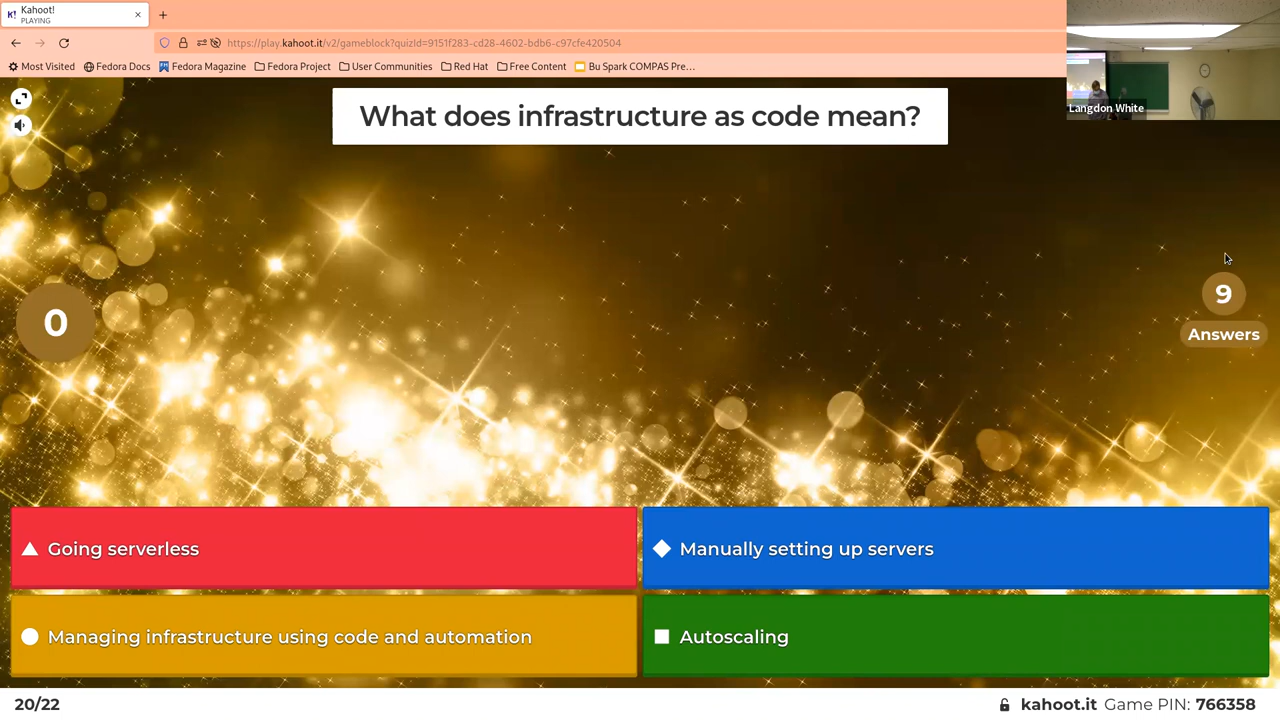 K! Kahoot!
PLAYING
https://play.kahoot.it/v2/gameblock?quizId=9151f283-cd28-4602-bdb6-c97cfe420504
Most Visited Fedora Docs Fedora Magazine Fedora Project User Communities Red Hat Free Content Bu Spark COMPAS Pre…
Langdon White
What does infrastructure as code mean?
0
9
Answers
Going serverless
Manually setting up servers
Managing infrastructure using code and automation
Autoscaling
20/22
kahoot.it Game PIN: 766358